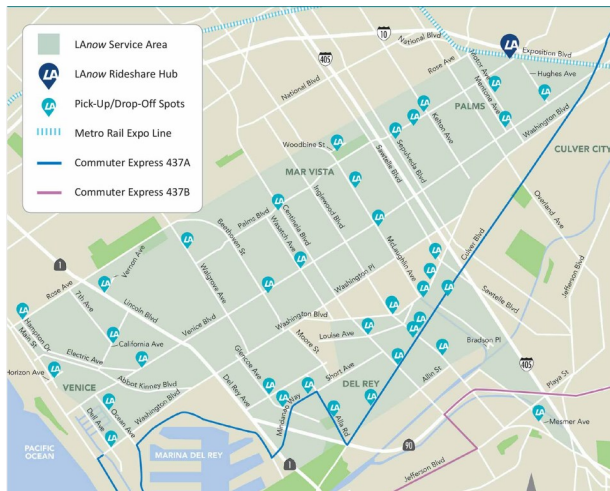 LAnow Service Area
LAnow Rideshare Hub
Pick-Up/Drop-Off Spots
Metro Rail Expo Line
Commuter Express 437A
Commuter Express 437B
LA
10
405
National Blvd
Exposition Blvd
National Blvd
Rose Ave
Motor Ave
Hughes Ave
Mentone Ave
PALMS
Washington Blvd
CULVER CITY
Kelton Ave
Sepulveda Blvd
Woodbine St
Sawtelle Blvd
MAR VISTA
Overland Ave
Inglewood Blvd
Palms Blvd
Centinela Blvd
Wasatch Ave
Beethoven St
McLaughlin Ave
Culver Blvd
Jefferson Blvd
Vernon Ave
Walgrove Ave
Washington Pl
1
Rose Ave
7th Ave
Lincoln Blvd
Venice Blvd
Sawtelle Blvd
Hampton Dr
Main St
California Ave
Washington Blvd
Louise Ave
Moore St
Bradson Pl
Electric Ave
Horizon Ave
Abbot Kinney Blvd
Glencoe Ave
Short Ave
Allin St
405
Playa St
VENICE
Washington Blvd
Del Rey Ave
DEL REY
Dell Ave
Ocean Ave
Mindanao Way
Alla Rd
Mesmer Ave
PACIFIC
OCEAN
MARINA DEL REY
1
90
Jefferson Blvd